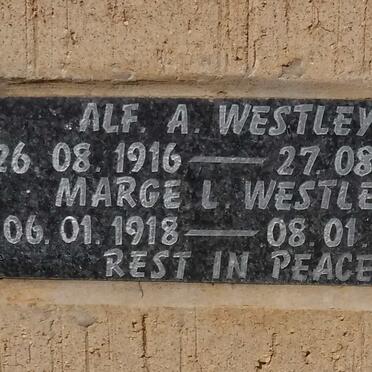 ALF. A. WESTLEY
26 08. 1916 — 27. 08
MARGE L. WESTLE
06. 01. 1918 — 08. 01.
REST IN PEACE